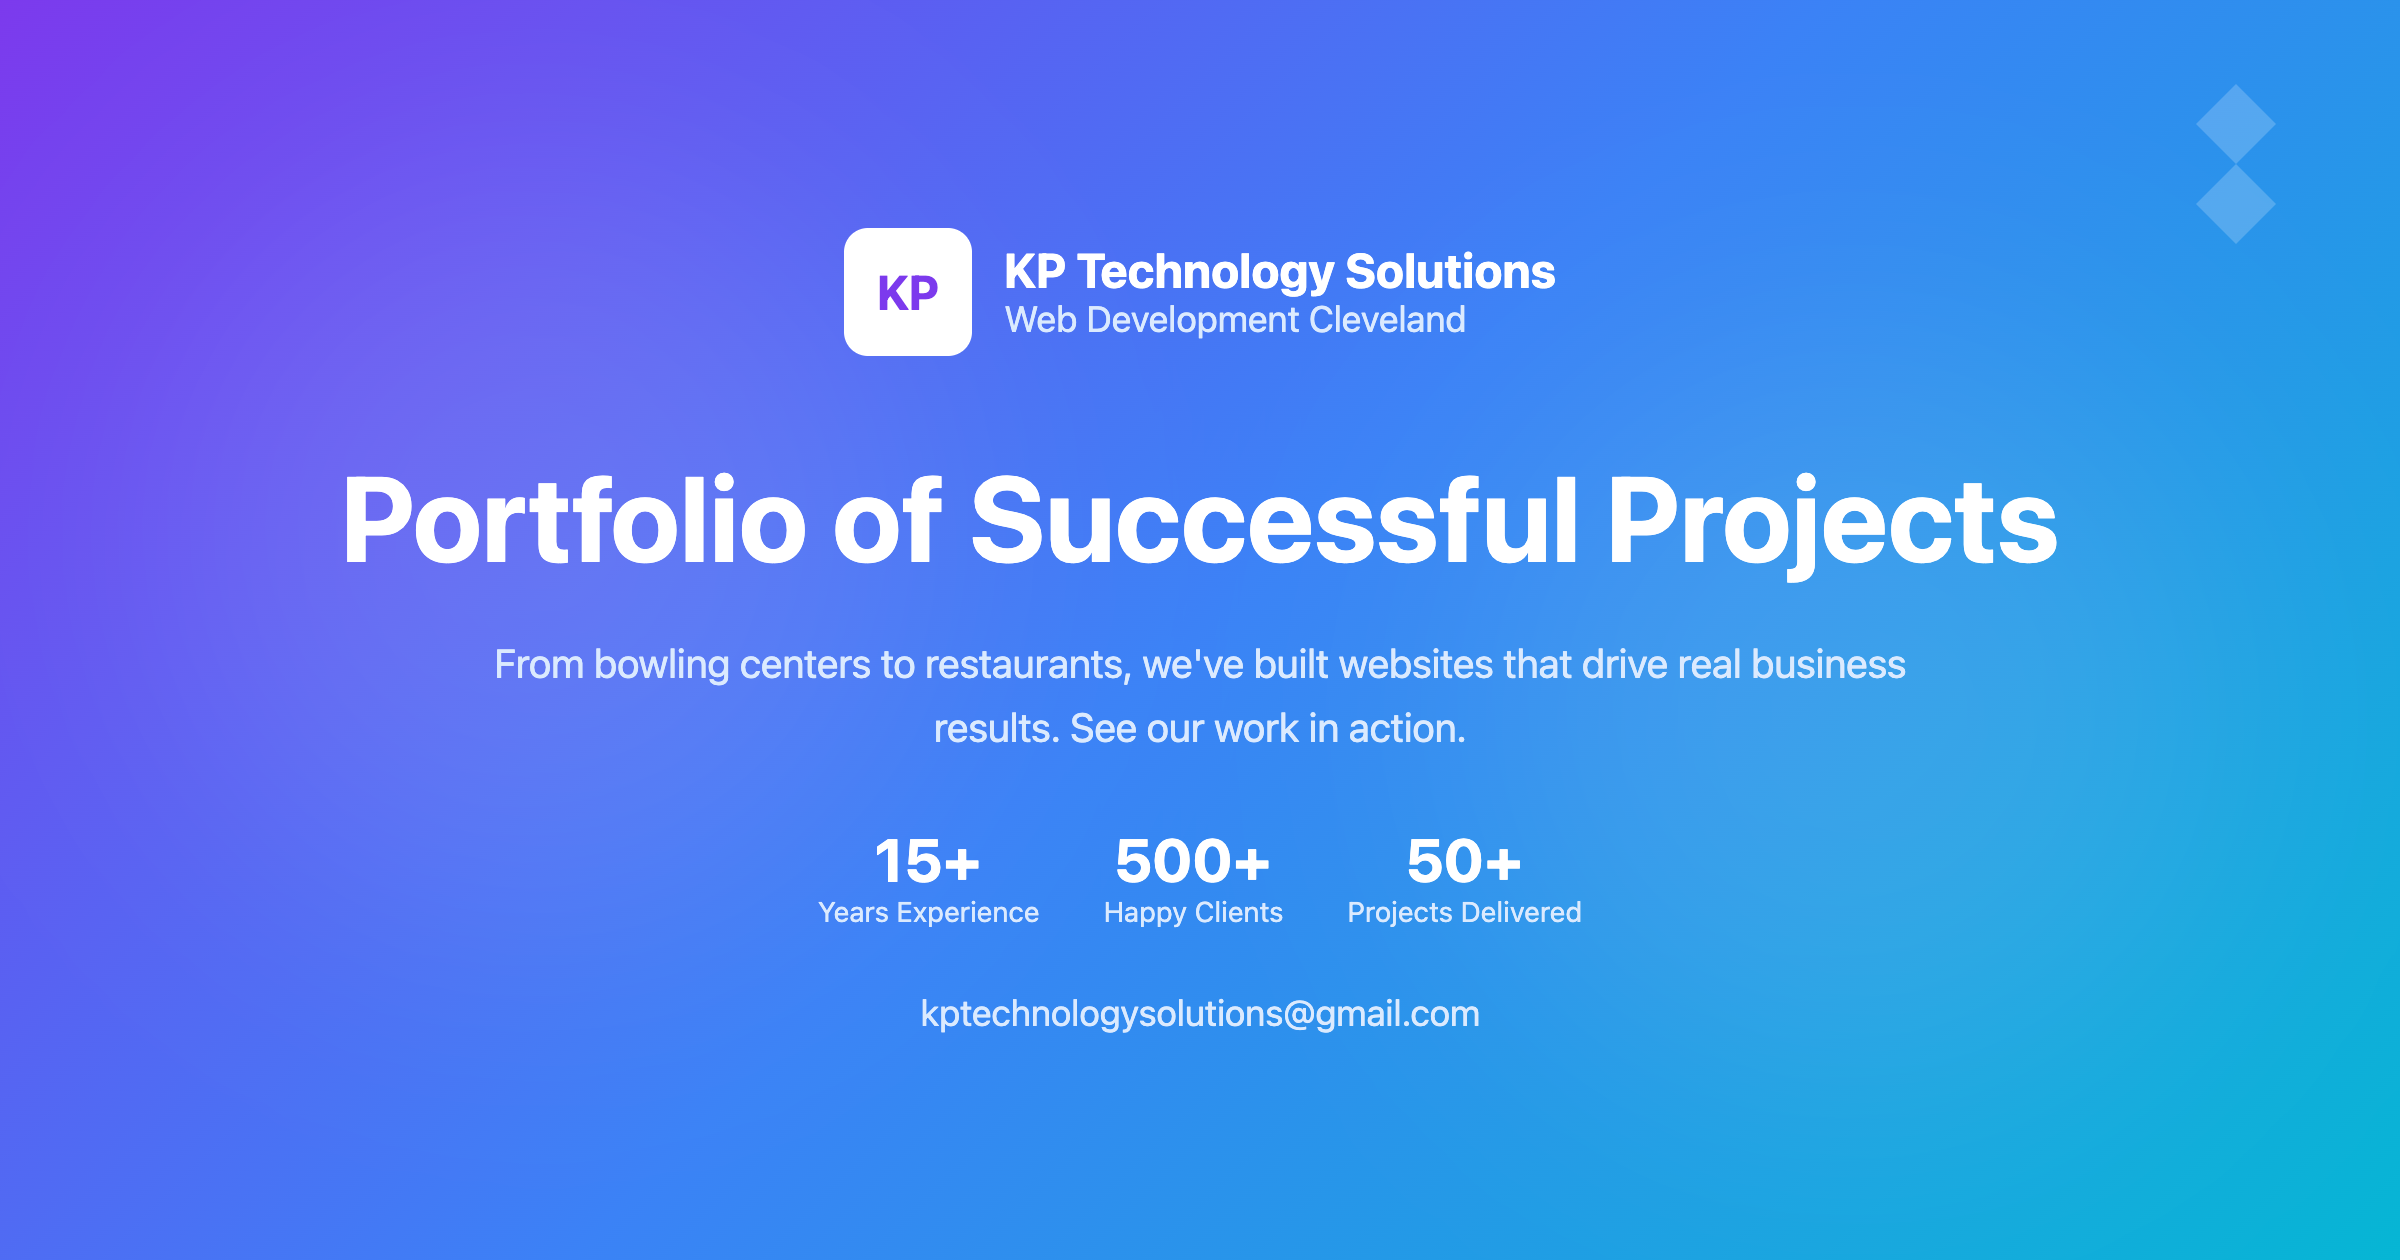 KP
KP Technology Solutions
Web Development Cleveland
Portfolio of Successful Projects
From bowling centers to restaurants, we've built websites that drive real business
results. See our work in action.
15+
Years Experience
500+
Happy Clients
50+
Projects Delivered
kptechnologysolutions@gmail.com